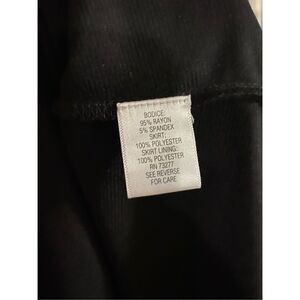 BODICE:
95% RAYON
5% SPANDEX
SKIRT:
100% POLYESTER
SKIRT LINING:
100% POLYESTER
RN 73277
SEE REVERSE
FOR CARE